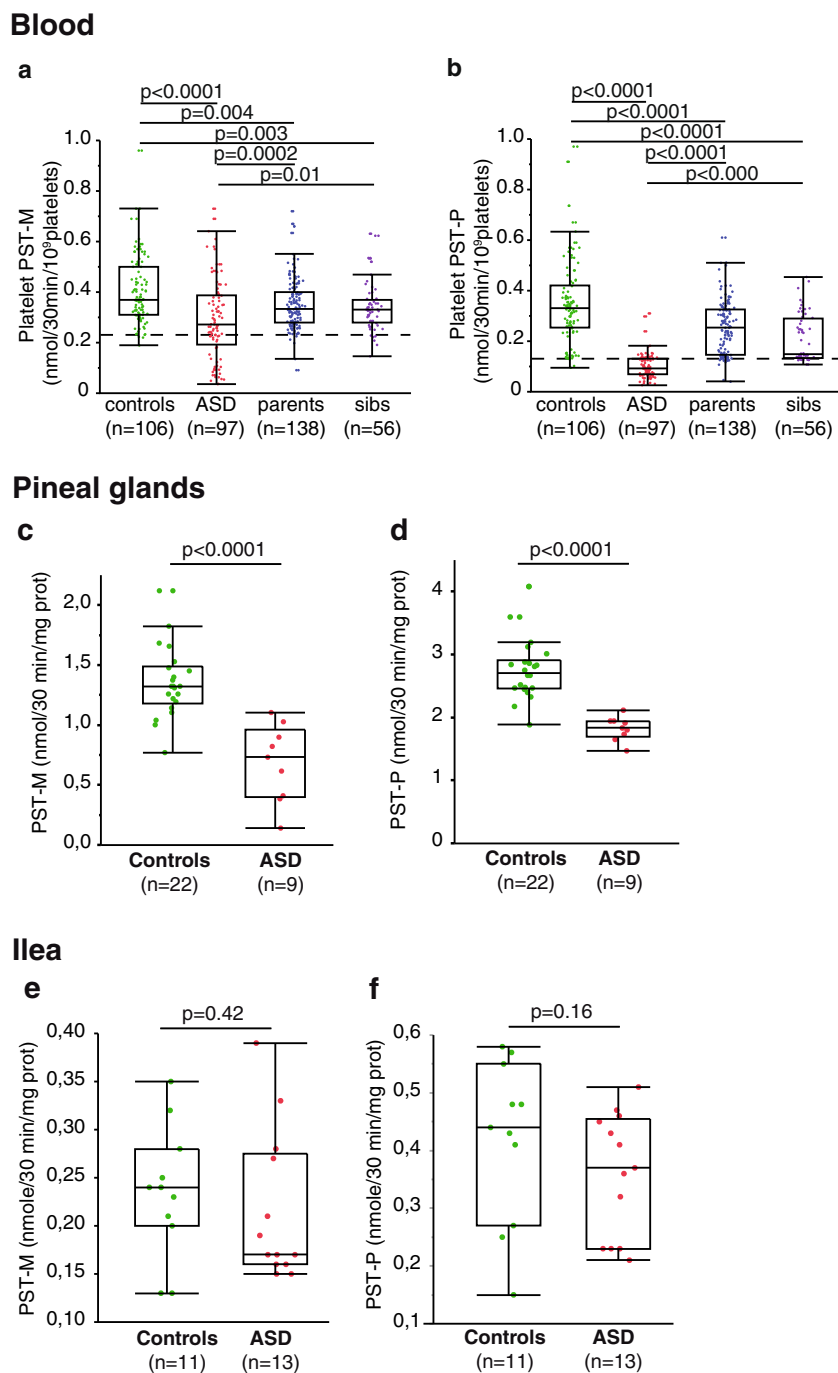 Blood
a
p<0.0001
p=0.004
p=0.003
p=0.0002
p=0.01
Platelet PST-M
(nmol/30min/10⁹platelets)
1.0
0.8
0.6
0.4
0.2
0
controls ASD parents sibs
(n=106) (n=97) (n=138) (n=56)
b
p<0.0001
p<0.0001
p<0.0001
p<0.0001
p<0.000
Platelet PST-P
(nmol/30min/10⁹platelets)
1.0
0.8
0.6
0.4
0.2
0
controls ASD parents sibs
(n=106) (n=97) (n=138) (n=56)
Pineal glands
c
p<0.0001
PST-M (nmol/30 min/mg prot)
2,0
1,5
1,0
0,5
0,0
Controls ASD
(n=22) (n=9)
d
p<0.0001
PST-P (nmol/30 min/mg prot)
4
3
2
1
0
Controls ASD
(n=22) (n=9)
Ilea
e
p=0.42
PST-M (nmole/30 min/mg prot)
0,40
0,35
0,30
0,25
0,20
0,15
0,10
Controls ASD
(n=11) (n=13)
f
p=0.16
PST-P (nmole/30 min/mg prot)
0,6
0,5
0,4
0,3
0,2
0,1
Controls ASD
(n=11) (n=13)